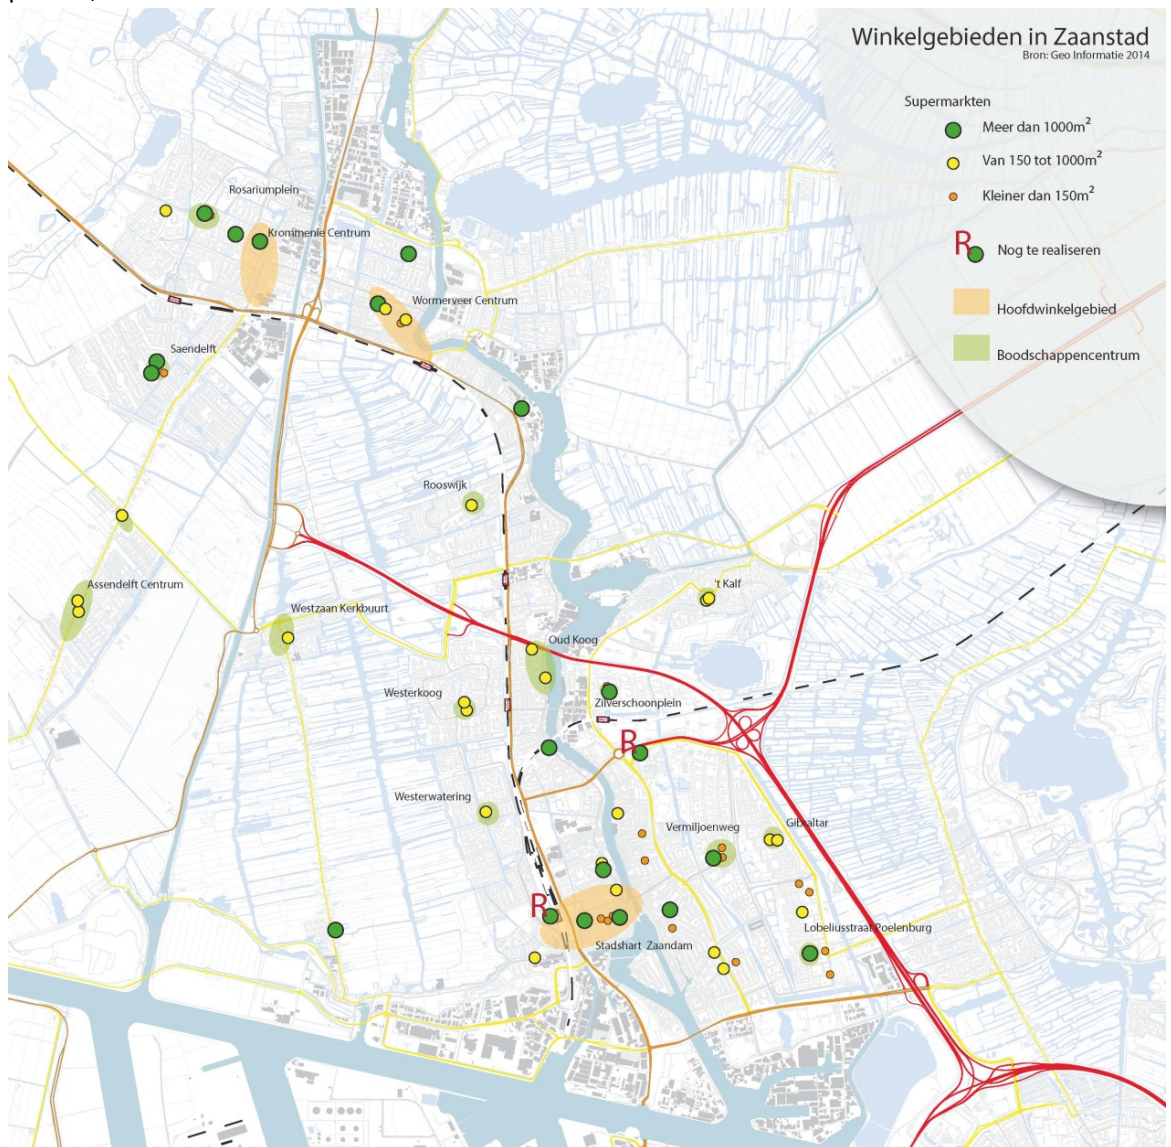 Winkelgebieden in Zaanstad
Bron: Geo Informatie 2014
Supermarkten
Meer dan 1000m²
Van 150 tot 1000m²
Kleiner dan 150m²
R
Nog te realiseren
Hoofdwinkelgebied
Boodschappencentrum
Rosariumplein
Krommenie Centrum
Wormerveer Centrum
Saendelft
Rooswijk
't Kalf
Assendelft Centrum
Westzaan Kerkbuurt
Oud Koog
Westerkoog
Zilverschoonplein
R
Westerwatering
Vermiljoenweg
Gibraltar
R
Lobeliusstraat Poelenburg
Stadshart Zaandam